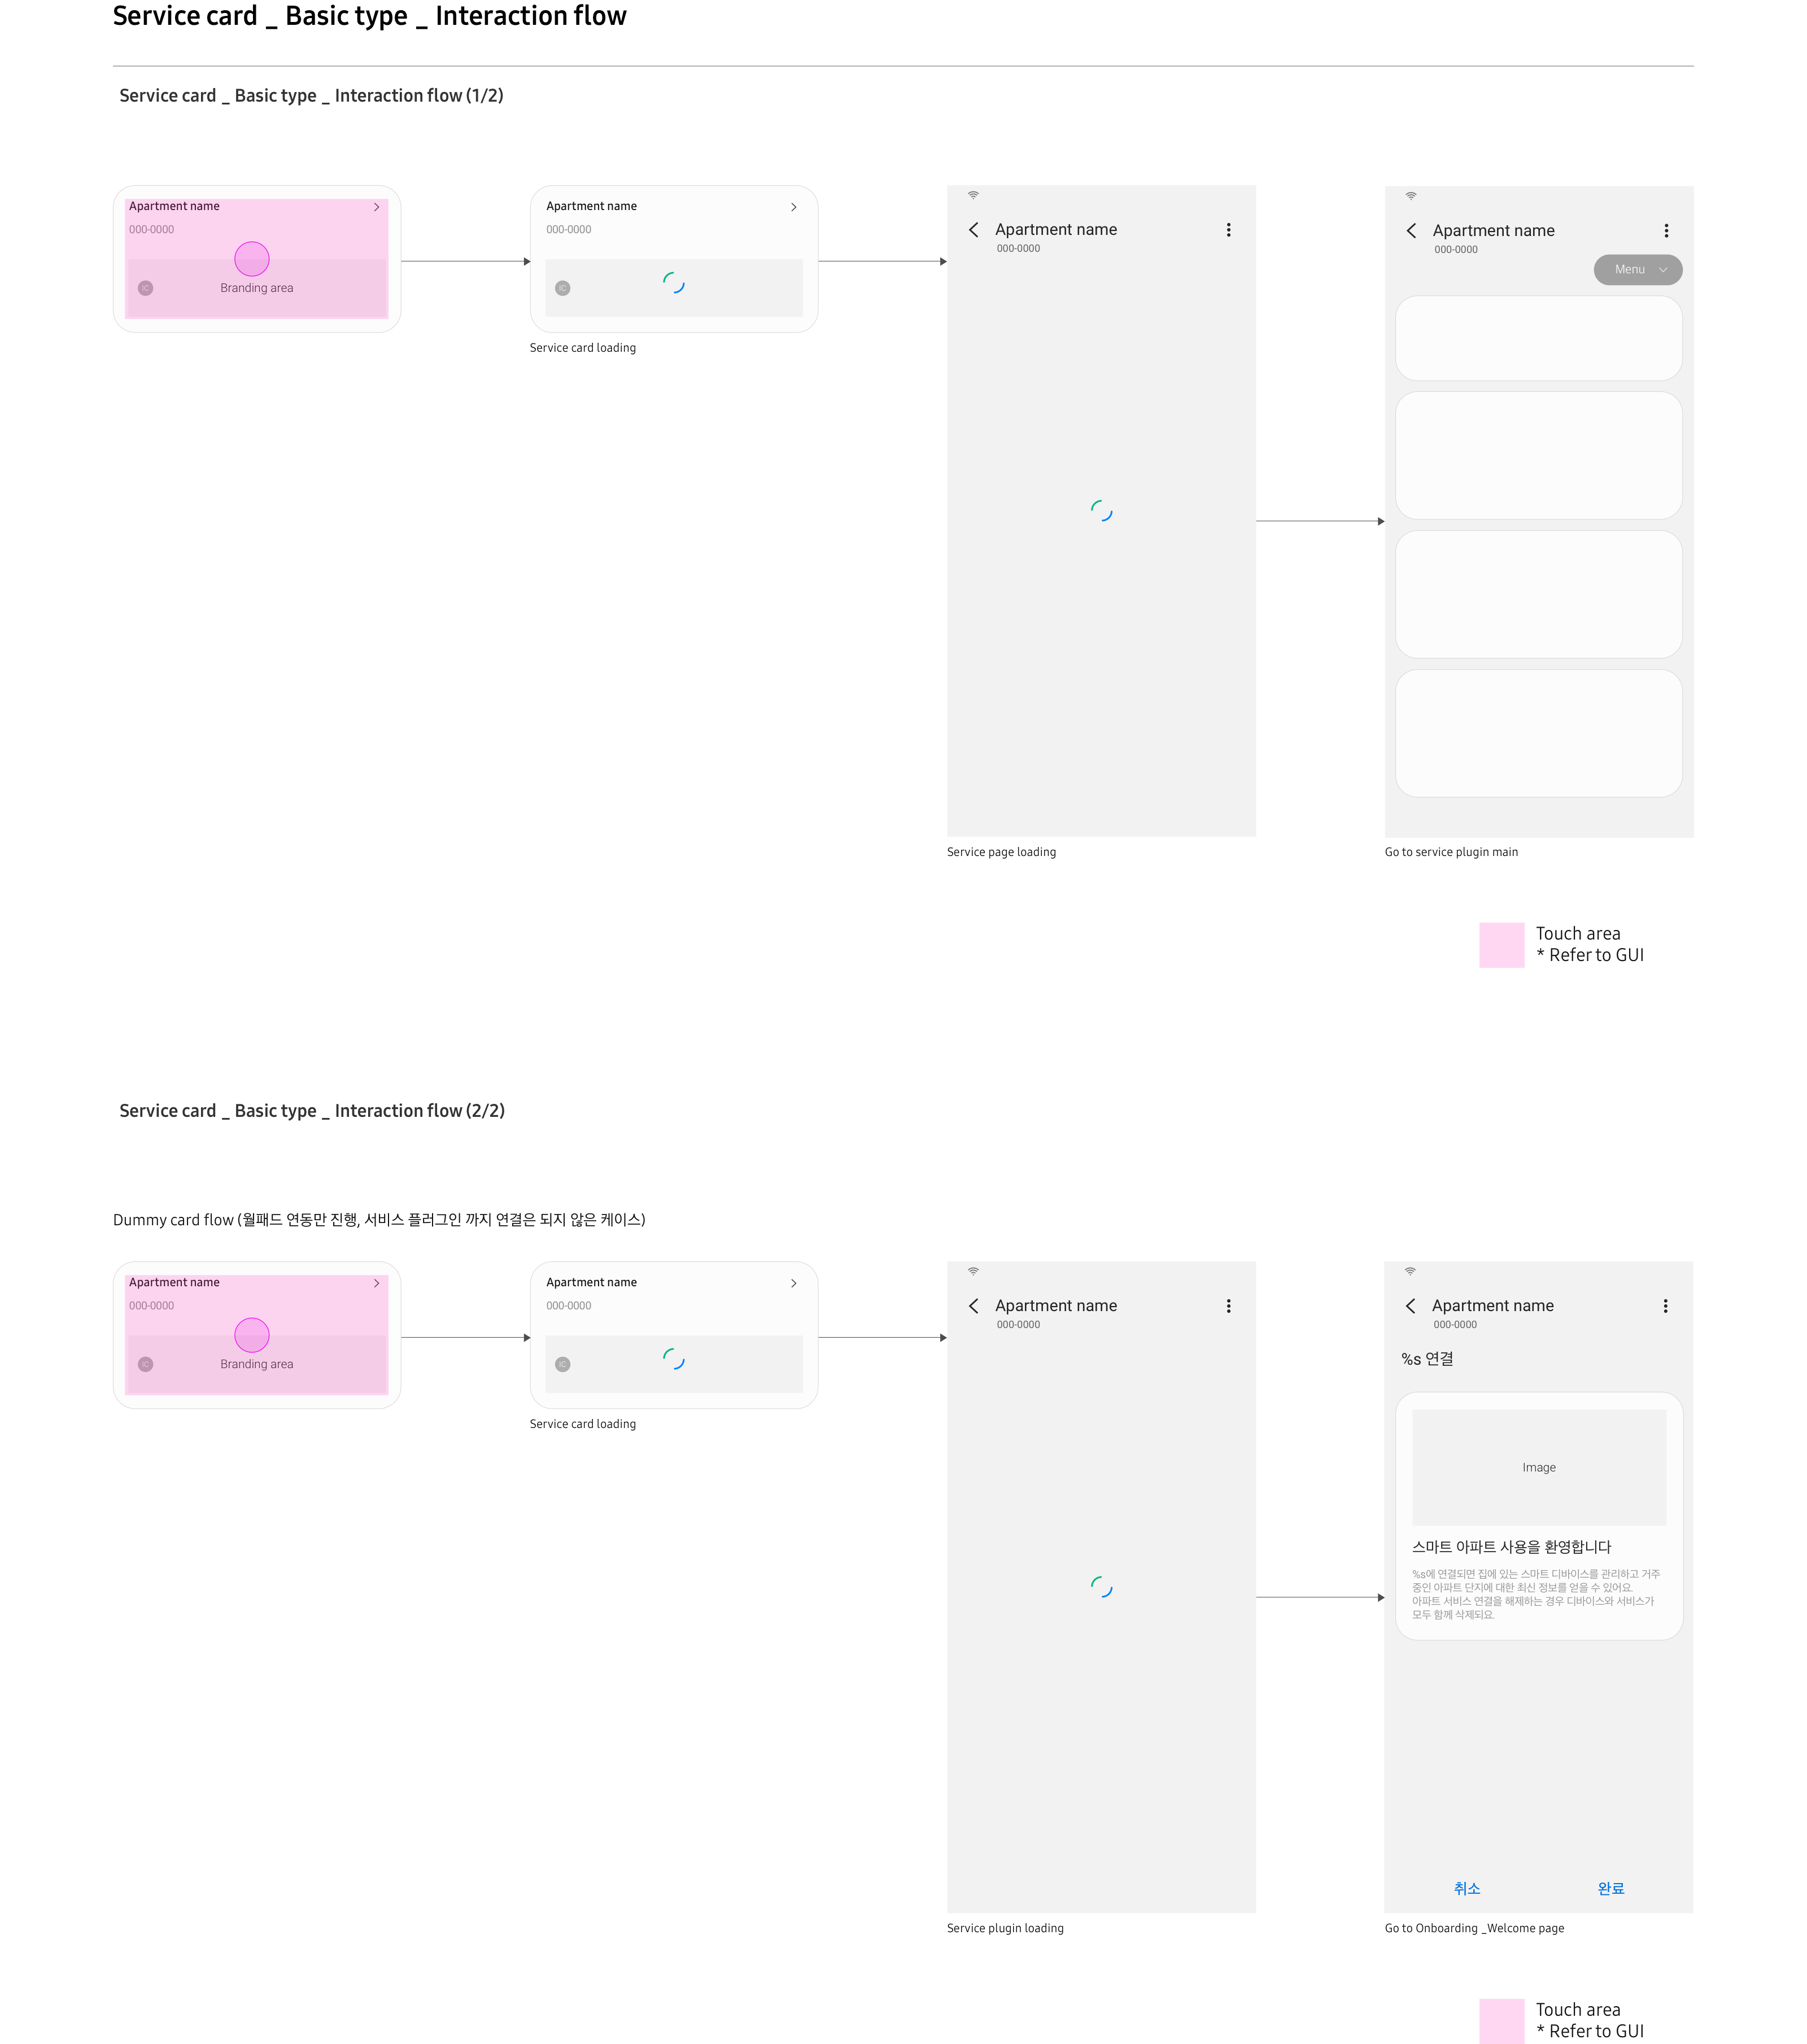 Service card _ Basic type _ Interaction flow
Service card _ Basic type _ Interaction flow (1/2)
Apartment name
000-0000
IC
Branding area
Apartment name
000-0000
IC
Service card loading
Apartment name
000-0000
Service page loading
Apartment name
000-0000
Menu
Go to service plugin main
Touch area
* Refer to GUI
Service card _ Basic type _ Interaction flow (2/2)
Dummy card flow (월패드 연동만 진행, 서비스 플러그인 까지 연결은 되지 않은 케이스)
Apartment name
000-0000
IC
Branding area
Apartment name
000-0000
IC
Service card loading
Apartment name
000-0000
Service plugin loading
Apartment name
000-0000
%s 연결
Image
스마트 아파트 사용을 환영합니다
%s에 연결되면 집에 있는 스마트 디바이스를 관리하고 거주
중인 아파트 단지에 대한 최신 정보를 얻을 수 있어요.
아파트 서비스 연결을 해제하는 경우 디바이스와 서비스가
모두 함께 삭제되요.
취소
완료
Go to Onboarding _Welcome page
Touch area
* Refer to GUI